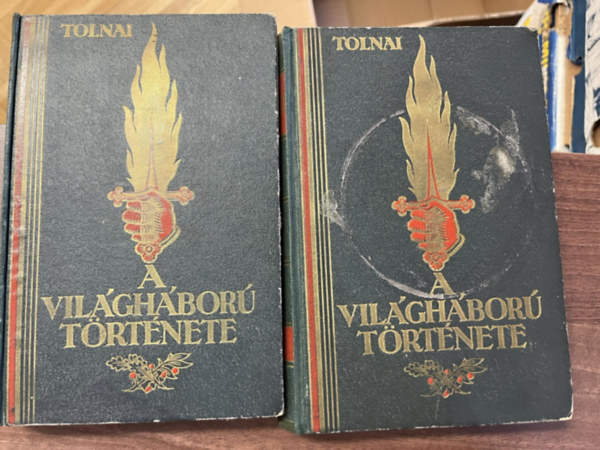 TOLNAI
A
VILÁGHÁBORÚ
TÖRTÉNETE
TOLNAI
A
VILÁGHÁBORÚ
TÖRTÉNETE